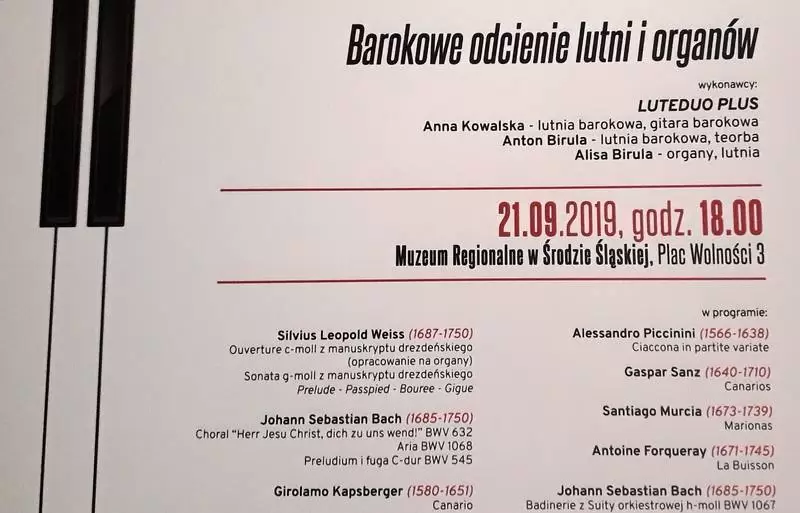 Barokowe odcienie lutni i organów
wykonawcy:
LUTEDUO PLUS
Anna Kowalska - lutnia barokowa, gitara barokowa
Anton Birula - lutnia barokowa, teorba
Alisa Birula - organy, lutnia
21.09.2019, godz. 18.00
Muzeum Regionalne w Środzie Śląskiej, Plac Wolności 3
w programie:
Silvius Leopold Weiss (1687-1750)
Ouverture c-moll z manuskryptu drezdeńskiego
(opracowanie na organy)
Sonata g-moll z manuskryptu drezdeńskiego
Prelude - Passpied - Bouree - Gigue
Johann Sebastian Bach (1685-1750)
Choral “Herr Jesu Christ, dich zu uns wend!” BWV 632
Aria BWV 1068
Preludium i fuga C-dur BWV 545
Girolamo Kapsberger (1580-1651)
Canario
Alessandro Piccinini (1566-1638)
Ciaccona in partite variate
Gaspar Sanz (1640-1710)
Canarios
Santiago Murcia (1673-1739)
Marionas
Antoine Forqueray (1671-1745)
La Buisson
Johann Sebastian Bach (1685-1750)
Badinerie z Suity orkiestrowej h-moll BWV 1067